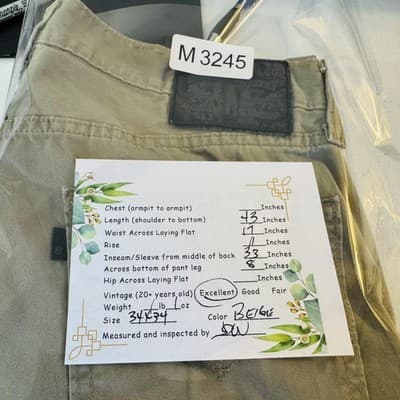 M 3245
Chest (armpit to armpit) Inches
Length (shoulder to bottom) 43 Inches
Waist Across Laying Flat 17 Inches
Rise Inches
Inseam/Sleeve from middle of back 33 Inches
Across bottom of pant leg 8 Inches
Hip Across Laying Flat Inches
Vintage (20+ years old) Excellent Good Fair
Weight 1 lb 1 oz
Size 34x34 Color BEIGE
Measured and inspected by DW